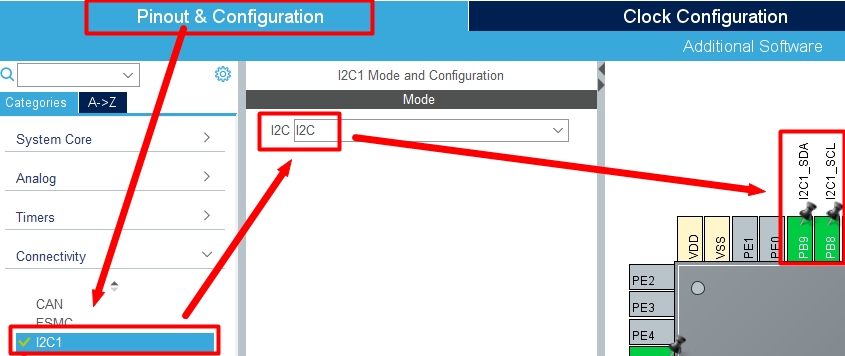 Pinout & Configuration
Clock Configuration
Additional Software
Categories
A->Z
System Core
Analog
Timers
Connectivity
CAN
FSMC
I2C1
I2C1 Mode and Configuration
Mode
I2C
I2C
I2C1_SDA
I2C1_SCL
VDD
VSS
PE1
PE0
PB9
PB8
PE2
PE3
PE4